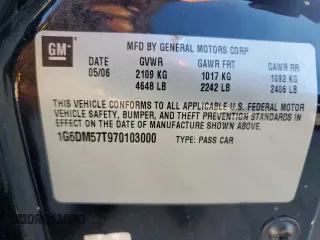 GM
MFD BY GENERAL MOTORS CORP
DATE GVWR GAWR FRT GAWR RR
05/06 2109 KG 1017 KG 1092 KG
4648 LB 2242 LB 2406 LB
THIS VEHICLE CONFORMS TO ALL APPLICABLE U.S. FEDERAL MOTOR
VEHICLE SAFETY, BUMPER, AND THEFT PREVENTION STANDARDS IN
EFFECT ON THE DATE OF MANUFACTURE SHOWN ABOVE.
1G6DM57T970103000 TYPE: PASS CAR